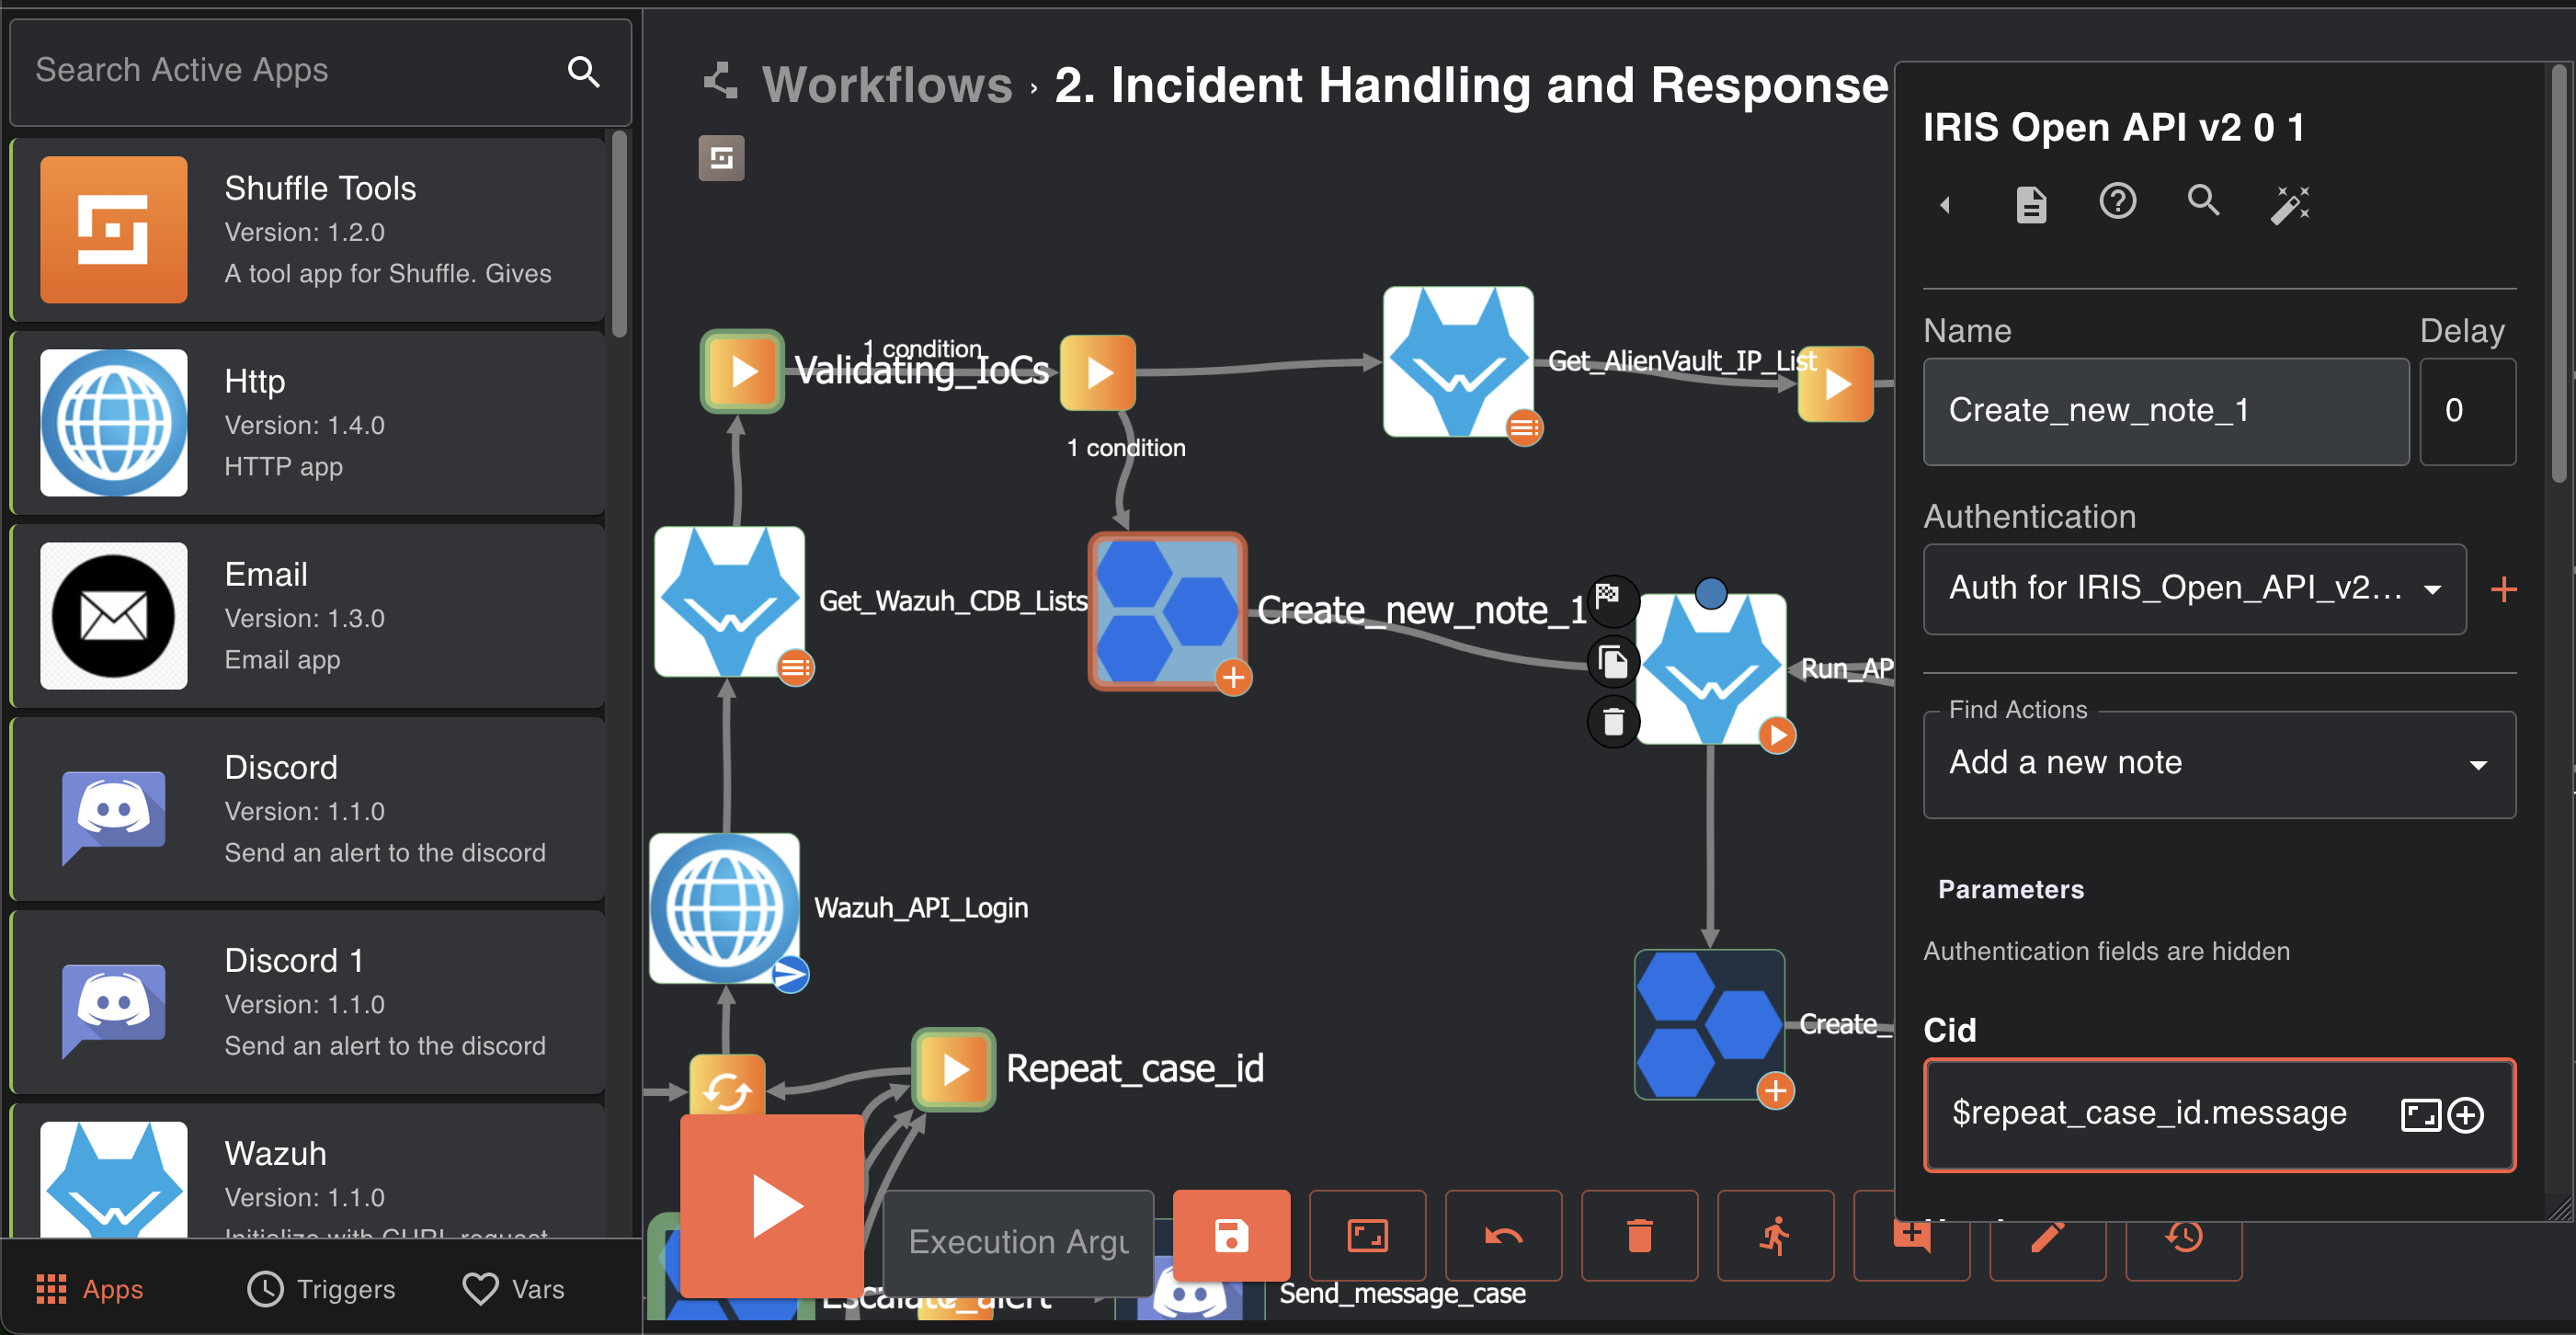 Search Active Apps
Shuffle Tools
Version: 1.2.0
A tool app for Shuffle. Gives
Http
Version: 1.4.0
HTTP app
Email
Version: 1.3.0
Email app
Discord
Version: 1.1.0
Send an alert to the discord
Discord 1
Version: 1.1.0
Send an alert to the discord
Wazuh
Version: 1.1.0
Initialize with CURL request
Apps
Triggers
Vars
Workflows › 2. Incident Handling and Response
1 condition
Validating_IoCs
Get_AlienVault_IP_List
1 condition
Get_Wazuh_CDB_Lists
Create_new_note_1
Run_AP
Wazuh_API_Login
Create_
Repeat_case_id
Execution Argu
Escalate_alert
Send_message_case
IRIS Open API v2 0 1
Name
Delay
Create_new_note_1
0
Authentication
Auth for IRIS_Open_API_v2...
Find Actions
Add a new note
Parameters
Authentication fields are hidden
Cid
$repeat_case_id.message